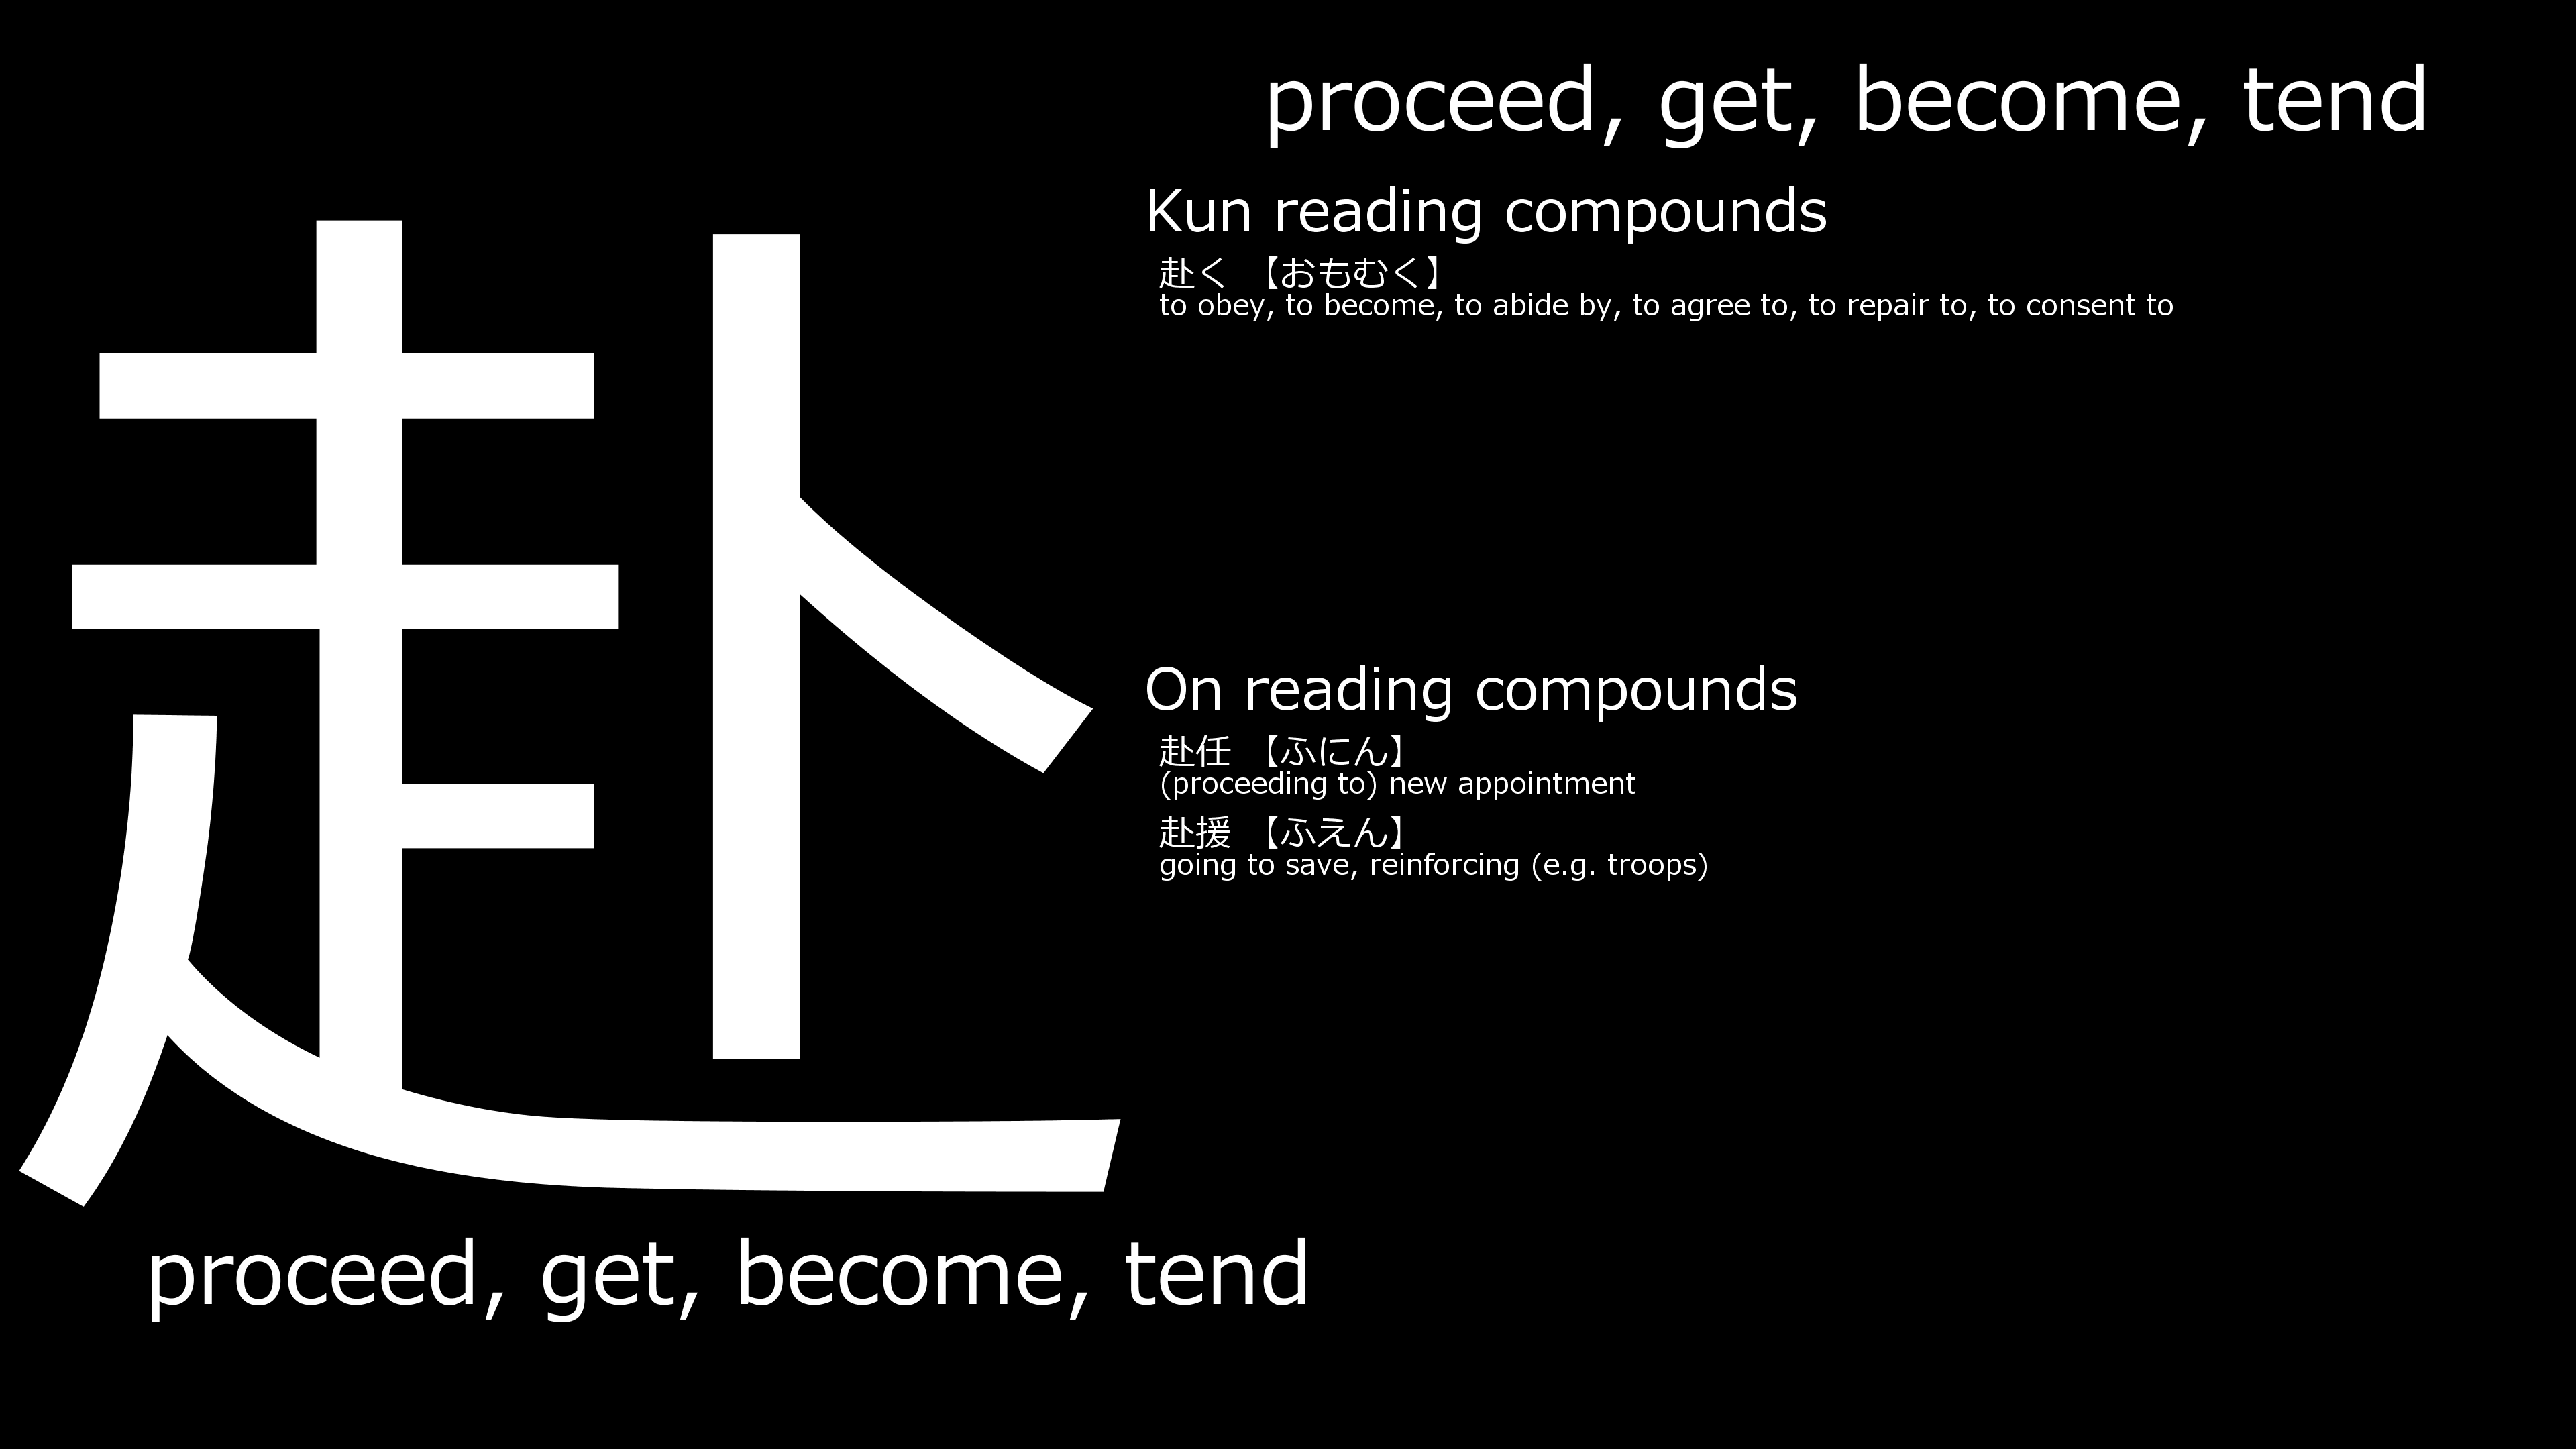 赴
proceed, get, become, tend
proceed, get, become, tend
Kun reading compounds
赴く 【おもむく】
to obey, to become, to abide by, to agree to, to repair to, to consent to
On reading compounds
赴任 【ふにん】
(proceeding to) new appointment
赴援 【ふえん】
going to save, reinforcing (e.g. troops)